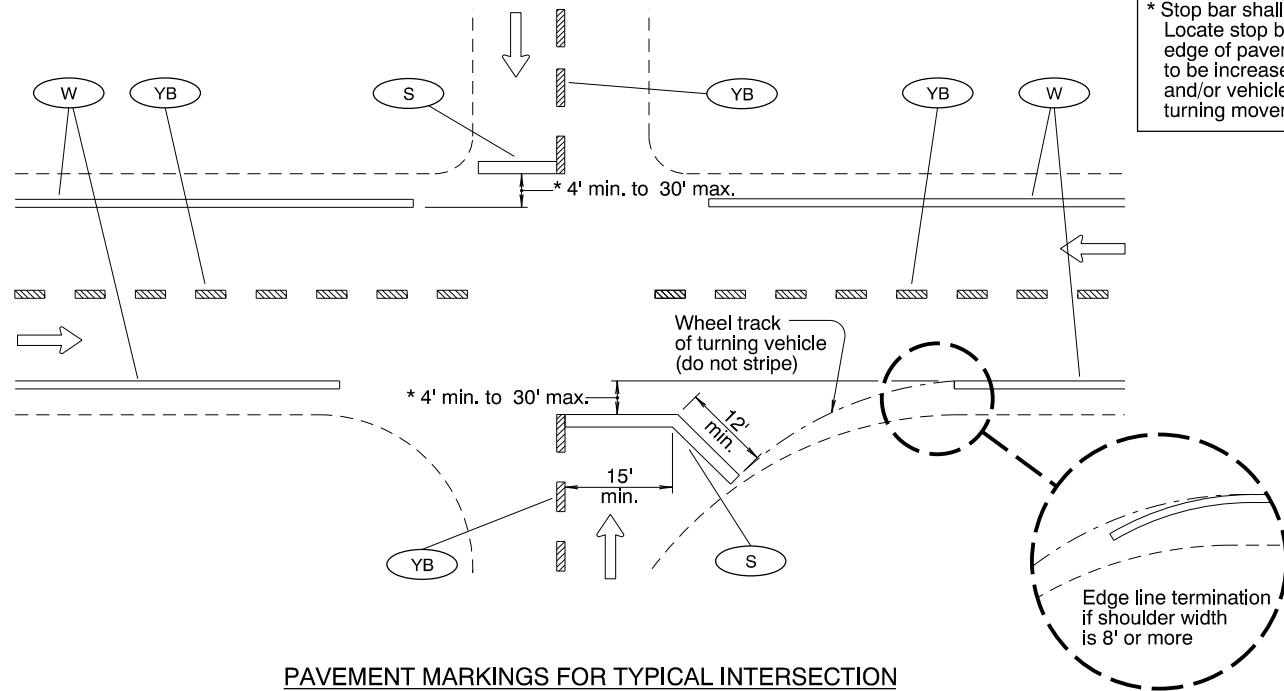 * Stop bar shall
Locate stop b
edge of paver
to be increase
and/or vehicle
turning mover
W
YB
S
YB
YB
W
* 4' min. to 30' max.
Wheel track
of turning vehicle
(do not stripe)
* 4' min. to 30' max.
12'
min.
15'
min.
YB
S
Edge line termination
if shoulder width
is 8' or more
PAVEMENT MARKINGS FOR TYPICAL INTERSECTION